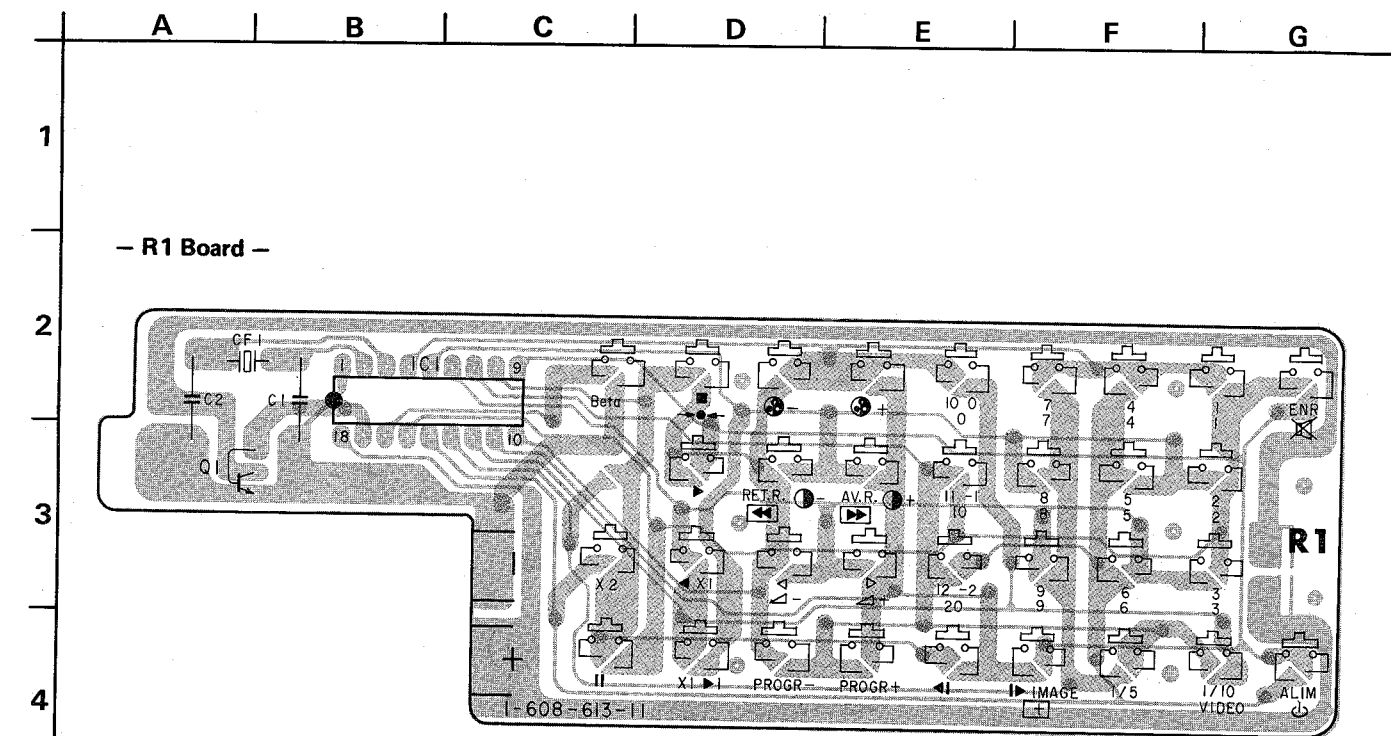 A B C D E F G
1
– R1 Board –
2
CF1
1 IC1 9
C2 C1
Beta
- +
10 0 7 4 1
0 7 4 1
ENR
18 10
Q1
RET.R. - AV.R. +
11 -1 8 5 2
10 8 5 2
3
R1
X2 X1
- +
12 -2 9 6 3
20 9 6 3
4
II X1 1 PROGR- PROGR+ 1 1 IMAGE 1/5 1/10 ALIM
VIDEO
1-608-613-11